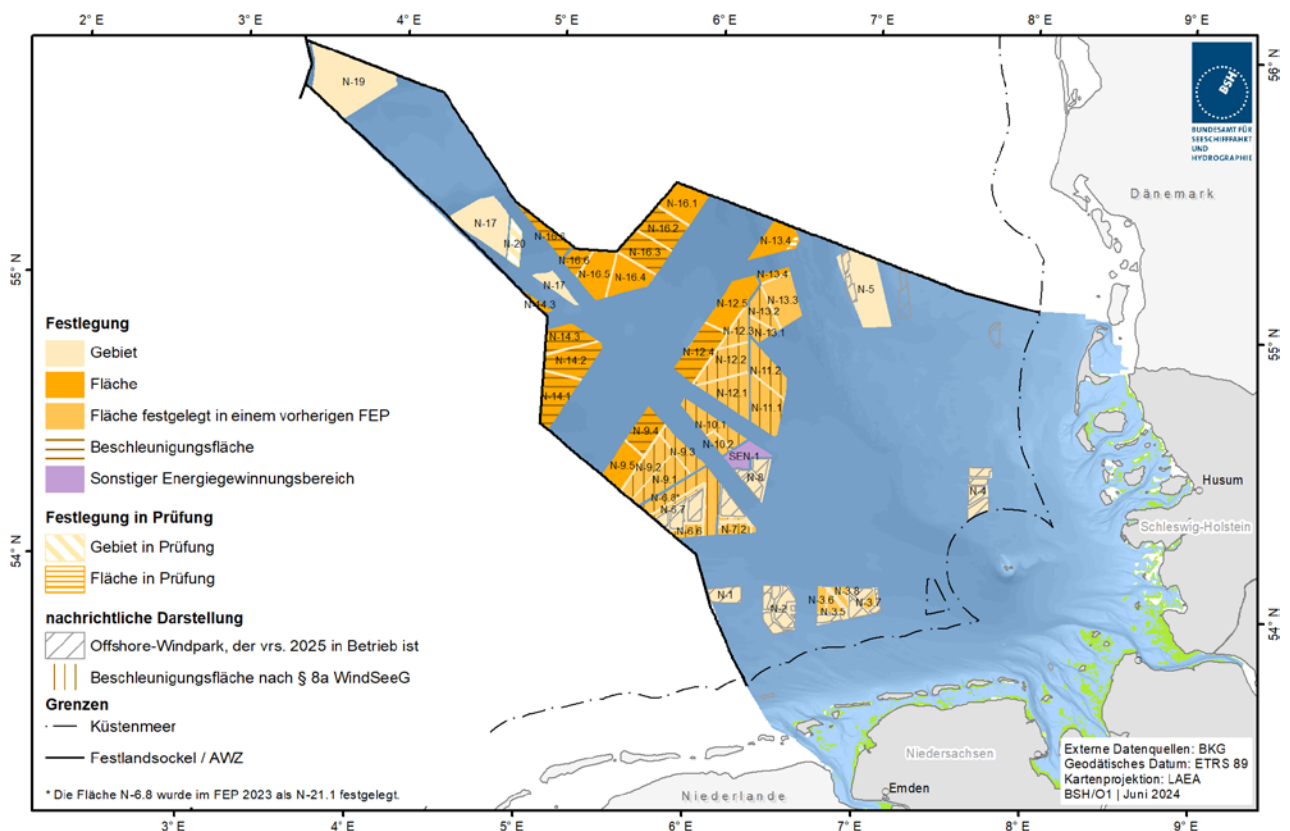 2° E
3° E
4° E
5° E
6° E
7° E
8° E
9° E
56° N
55° N
54° N
55° N
54° N
BSH
BUNDESAMT FÜR
SEESCHIFFFAHRT
UND
HYDROGRAPHIE
Dänemark
N-19
N-17
N-20
N-16.1
N-16.2
N-16.3
N-16.6
N-16.5
N-16.4
N-17
N-14.3
N-14.3
N-14.2
N-14.1
N-13.4
N-13.4
N-13.3
N-13.2
N-13.1
N-5
N-12.5
N-12.3
N-12.4
N-12.2
N-12.1
N-11.2
N-11.1
N-10.1
N-10.2
SEN-1
N-8
N-9.4
N-9.3
N-9.5
N-9.2
N-9.1
N-6.8*
N-6.7
N-6.6
N-7.2
N-4
N-1
N-2
N-3.8
N-3.6
N-3.7
N-3.5
Husum
Schleswig-Holstein
Niedersachsen
Emden
Niederlande
Festlegung
Gebiet
Fläche
Fläche festgelegt in einem vorherigen FEP
Beschleunigungsfläche
Sonstiger Energiegewinnungsbereich
Festlegung in Prüfung
Gebiet in Prüfung
Fläche in Prüfung
nachrichtliche Darstellung
Offshore-Windpark, der vrs. 2025 in Betrieb ist
Beschleunigungsfläche nach § 8a WindSeeG
Grenzen
Küstenmeer
Festlandsockel / AWZ
* Die Fläche N-6.8 wurde im FEP 2023 als N-21.1 festgelegt.
Externe Datenquellen: BKG
Geodätisches Datum: ETRS 89
Kartenprojektion: LAEA
BSH/O1 | Juni 2024
3° E
4° E
5° E
6° E
7° E
8° E